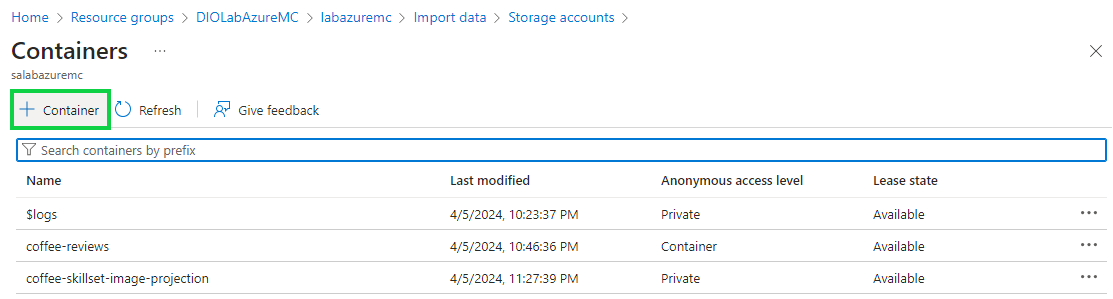 Home > Resource groups > DIOLabAzureMC > labazuremc > Import data > Storage accounts >
Containers ...
salabazuremc
+ Container Refresh Give feedback
Search containers by prefix
Name Last modified Anonymous access level Lease state
$logs 4/5/2024, 10:23:37 PM Private Available ...
coffee-reviews 4/5/2024, 10:46:36 PM Container Available ...
coffee-skillset-image-projection 4/5/2024, 11:27:39 PM Private Available ...